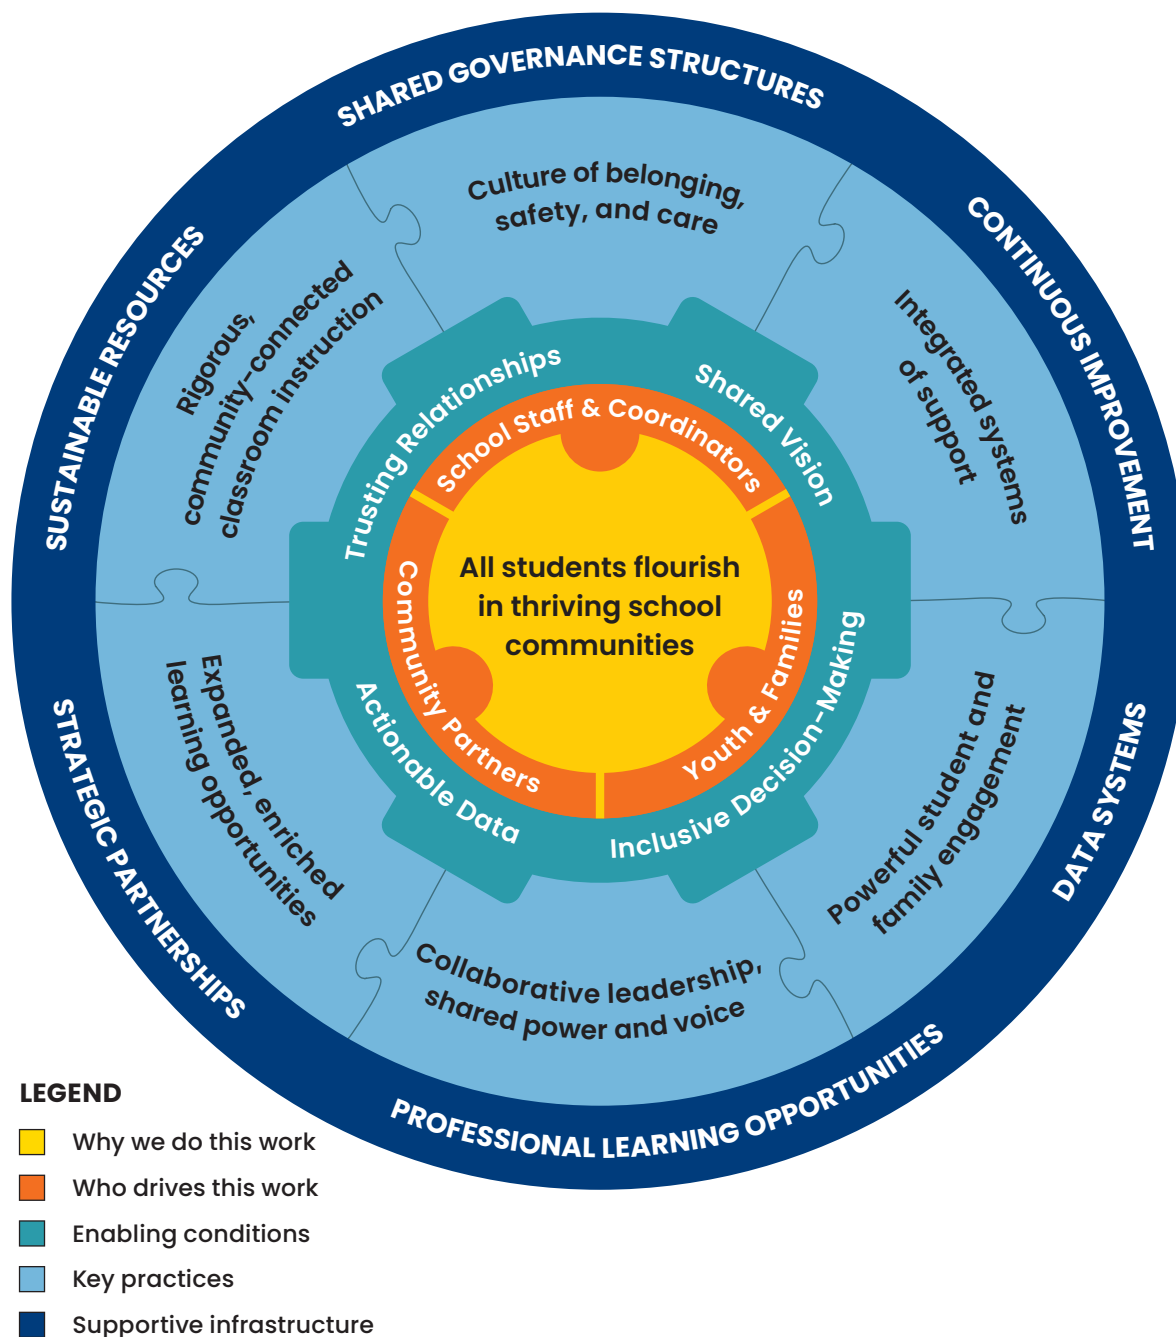 SHARED GOVERNANCE STRUCTURES
CONTINUOUS IMPROVEMENT
DATA SYSTEMS
PROFESSIONAL LEARNING OPPORTUNITIES
STRATEGIC PARTNERSHIPS
SUSTAINABLE RESOURCES
Culture of belonging,
safety, and care
Integrated systems
of support
Powerful student and
family engagement
Collaborative leadership,
shared power and voice
Expanded, enriched
learning opportunities
Rigorous,
community-connected
classroom instruction
Trusting Relationships
Shared Vision
Inclusive Decision-Making
Actionable Data
School Staff & Coordinators
Youth & Families
Community Partners
All students flourish
in thriving school
communities
LEGEND
Why we do this work
Who drives this work
Enabling conditions
Key practices
Supportive infrastructure